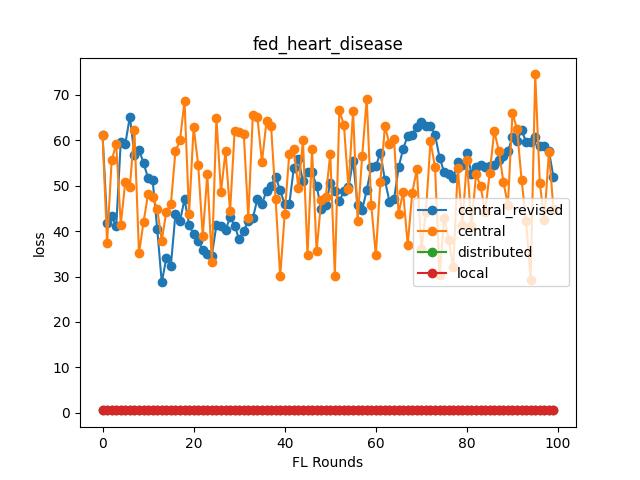 fed_heart_disease
loss
70
60
50
40
30
20
10
0
central_revised
central
distributed
local
0 20 40 60 80 100
FL Rounds